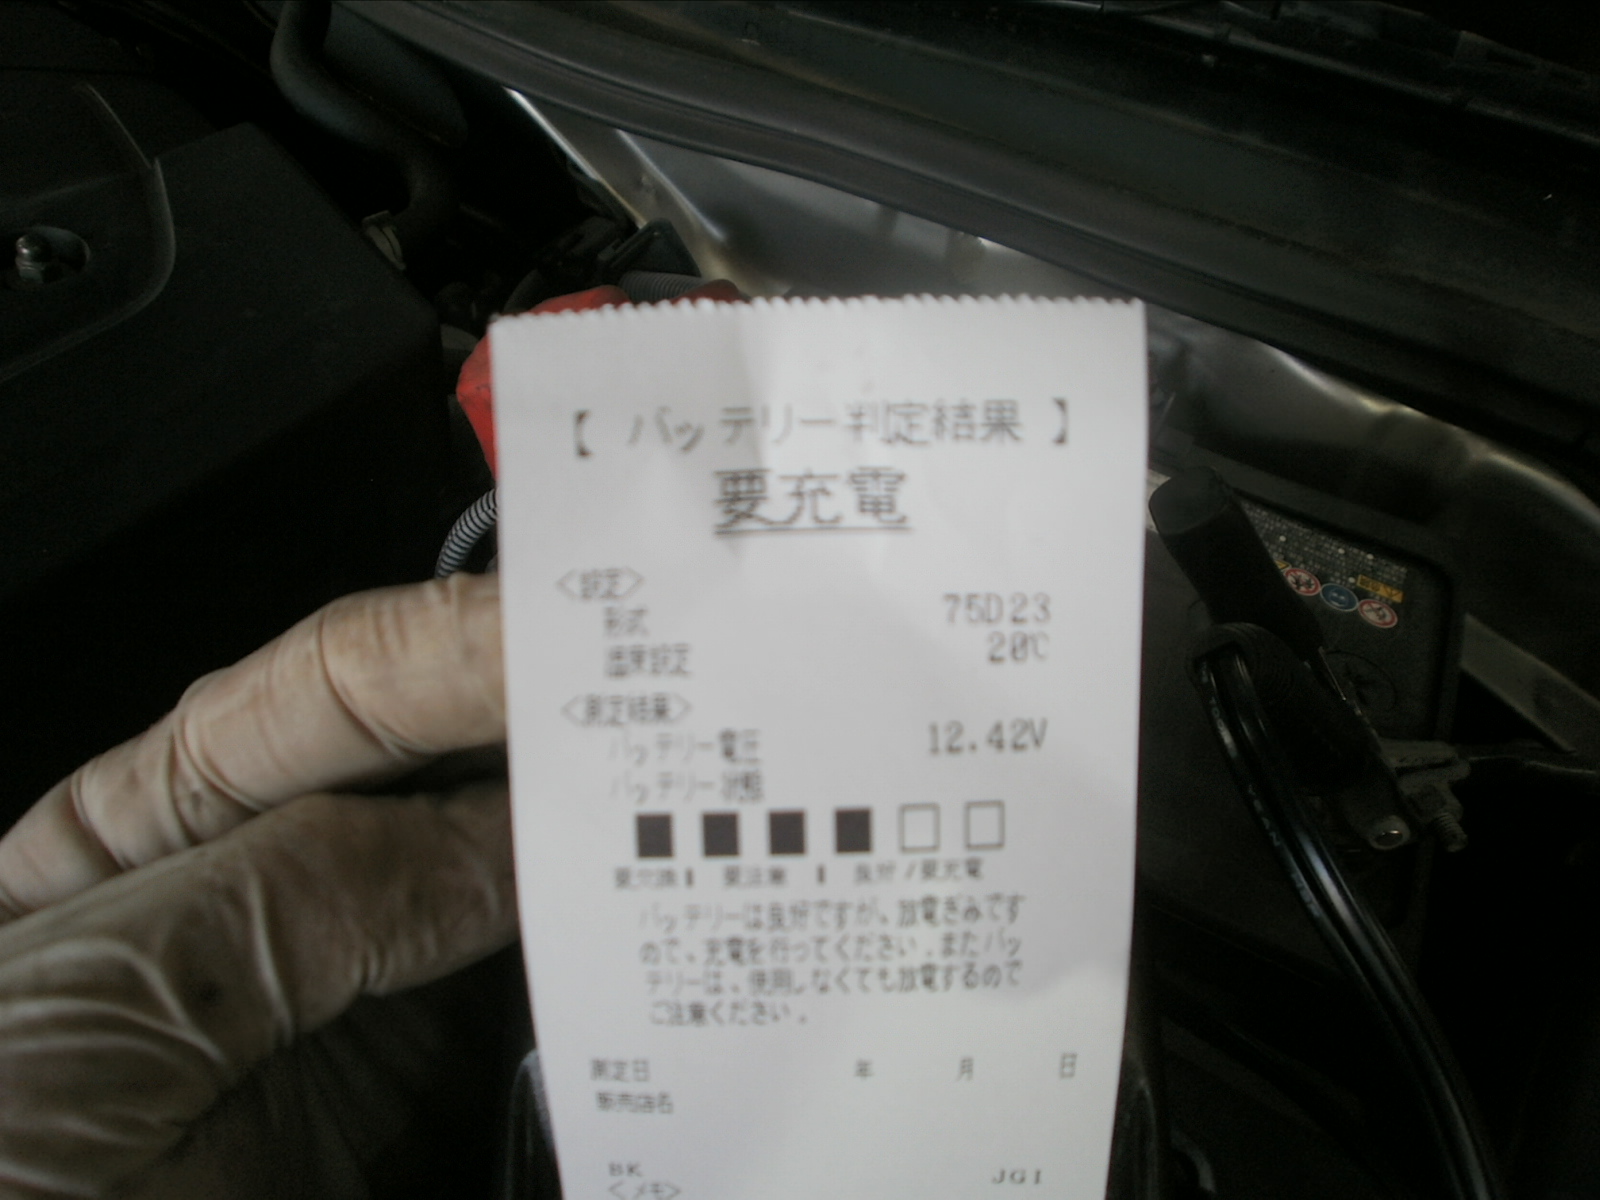 【 バッテリー判定結果 】
要充電
<設定>
形式 75D23
温度設定 20℃
<測定結果>
バッテリー電圧 12.42V
バッテリー状態
要交換 | 要注意 | 良好/要充電
バッテリーは良好ですが、放電ぎみです
ので、充電を行ってください.またバッ
テリーは、使用しなくても放電するので
ご注意ください.
測定日 年 月 日
販売店名
BK JG1
<メモ>